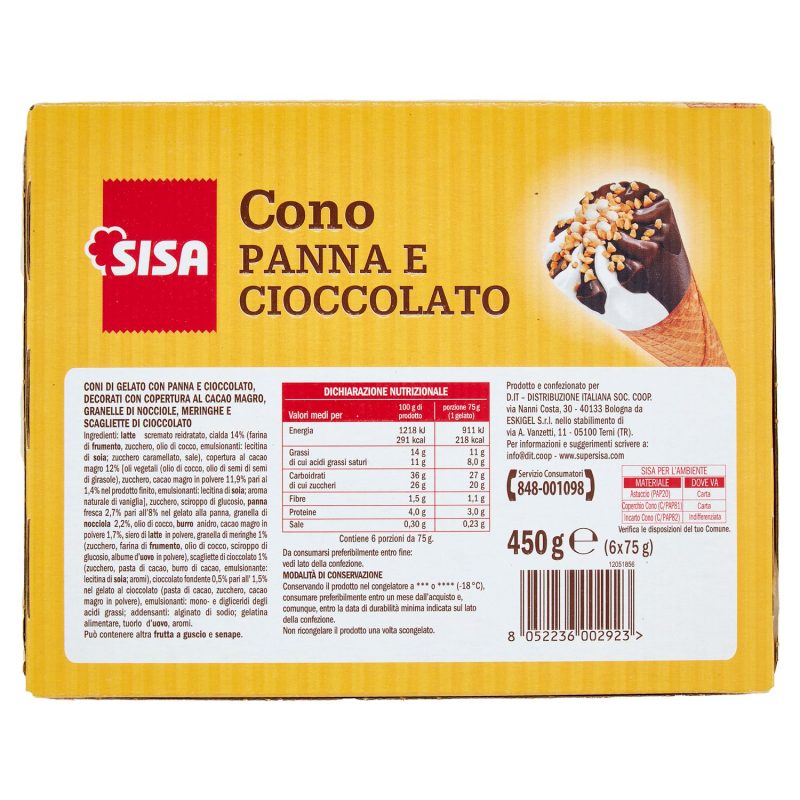 SISA
Cono
PANNA E
CIOCCOLATO
CONI DI GELATO CON PANNA E CIOCCOLATO,
DECORATI CON COPERTURA AL CACAO MAGRO,
GRANELLE DI NOCCIOLE, MERINGHE E
SCAGLIETTE DI CIOCCOLATO
Ingredienti: latte scremato reidratato, cialda 14% (farina di
frumento, zucchero, olio di cocco, emulsionanti: lecitina
di soia; zucchero caramellato, sale), copertura al cacao
magro 12% [oli vegetali (olio di cocco, olio di semi di semi
di girasole), zucchero, cacao magro in polvere 11,9% pari al
1,4% nel prodotto finito, emulsionanti: lecitina di soia; aroma
naturale di vaniglia], zucchero, sciroppo di glucosio, panna
fresca 2,7% pari all'8% nel gelato alla panna, granella di
nocciola 2,2%, olio di cocco, burro anidro, cacao magro in
polvere 1,7%, siero di latte in polvere, granella di meringhe 1%
(zucchero, farina di frumento, olio di cocco, sciroppo di
glucosio, albume d'uovo in polvere), scagliette di cioccolato 1%
(zucchero, pasta di cacao, burro di cacao, emulsionante:
lecitina di soia; aromi), cioccolato fondente 0,5% pari all' 1,5%
nel gelato al cioccolato (pasta di cacao, zucchero, cacao
magro in polvere), emulsionanti: mono- e digliceridi degli
acidi grassi; addensanti: alginato di sodio; gelatina
alimentare, tuorlo d'uovo, aromi.
Può contenere altra frutta a guscio e senape.
DICHIARAZIONE NUTRIZIONALE
Valori medi per 100 g di prodotto porzione 75 g (1 gelato)
Energia 1218 kJ 911 kJ
291 kcal 218 kcal
Grassi 14 g 11 g
di cui acidi grassi saturi 11 g 8,0 g
Carboidrati 36 g 27 g
di cui zuccheri 26 g 20 g
Fibre 1,5 g 1,1 g
Proteine 4,0 g 3,0 g
Sale 0,30 g 0,23 g
Contiene 6 porzioni da 75 g.
Da consumarsi preferibilmente entro fine:
vedi lato della confezione.
MODALITÀ DI CONSERVAZIONE
Conservando il prodotto nel congelatore a *** o **** (-18°C),
consumare preferibilmente entro un mese dall'acquisto e,
comunque, entro la data di durabilità minima indicata sul lato
della confezione.
Non ricongelare il prodotto una volta scongelato.
Prodotto e confezionato per
D.IT - DISTRIBUZIONE ITALIANA SOC. COOP.
via Nanni Costa, 30 - 40133 Bologna da
ESKIGEL S.r.l. nello stabilimento di
via A. Vanzetti, 11 - 05100 Terni (TR).
Per informazioni e suggerimenti scrivere a:
info@dit.coop - www.supersisa.com
Servizio Consumatori
848-001098
SISA PER L'AMBIENTE
MATERIALE DOVE VA
Astuccio (PAP20) Carta
Coperchio Cono (C/PAP81) Carta
Incarto Cono (C/PAP82) Indifferenziata
Verifica le disposizioni del tuo Comune.
450 g e (6x75 g)
12051856
8 052236 002923 >